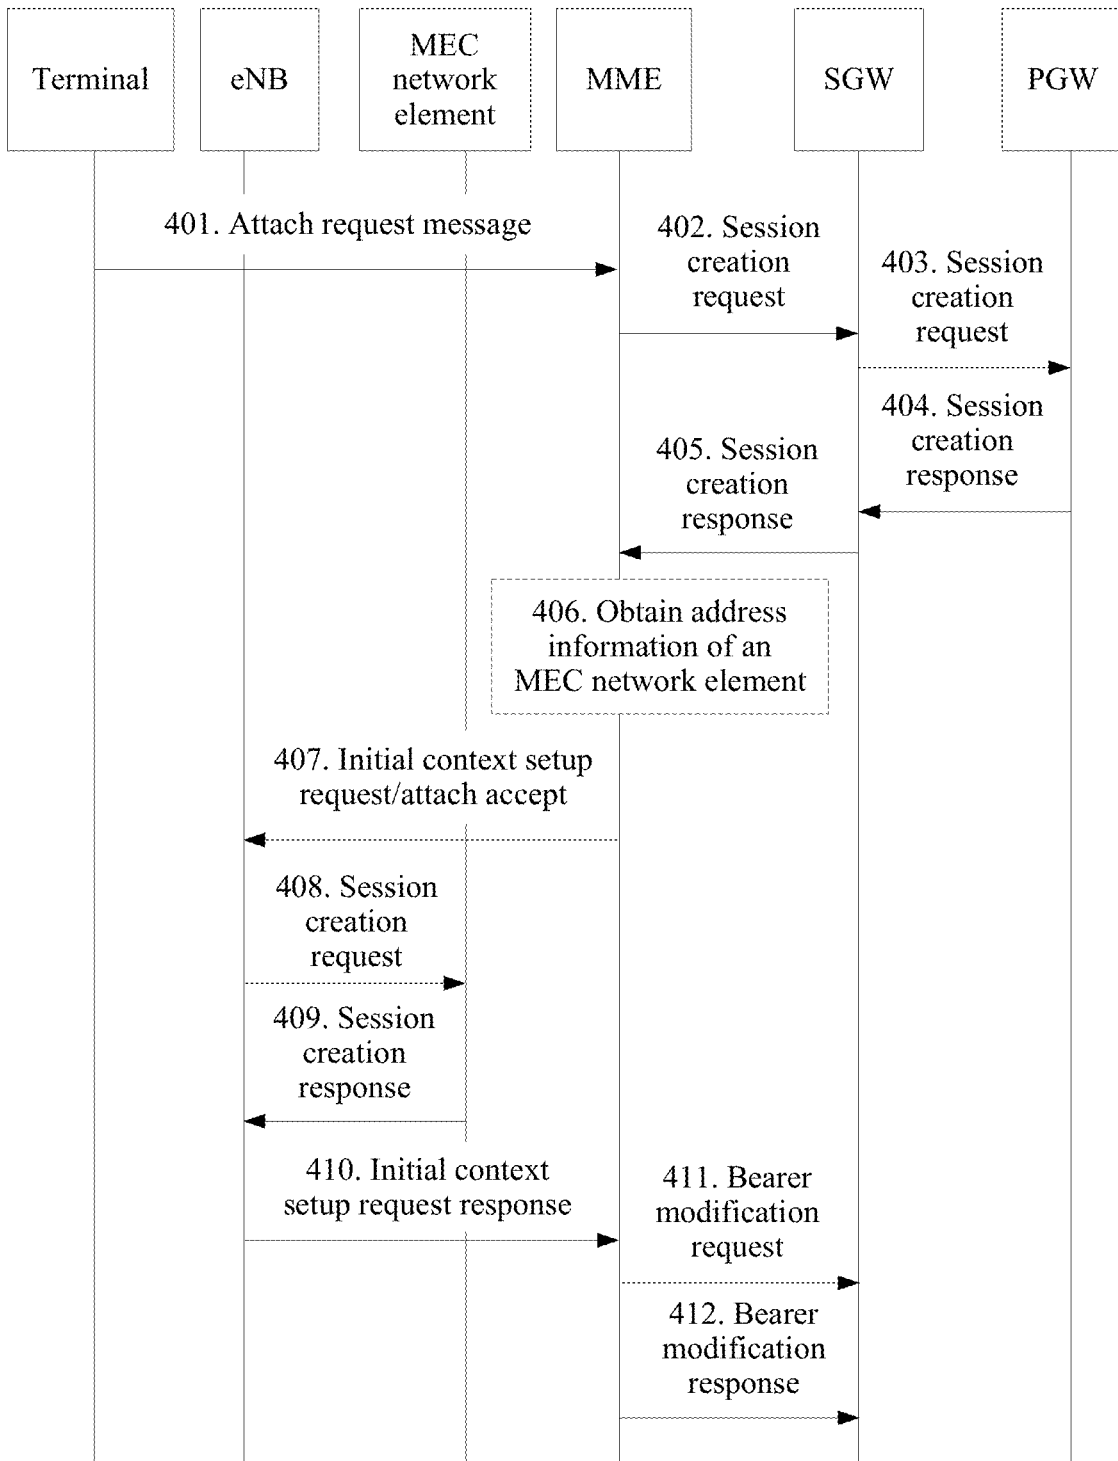 Terminal
eNB
MEC
network
element
MME
SGW
PGW
401. Attach request message
402. Session
creation
request
403. Session
creation
request
404. Session
creation
response
405. Session
creation
response
406. Obtain address
information of an
MEC network element
407. Initial context setup
request/attach accept
408. Session
creation
request
409. Session
creation
response
410. Initial context
setup request response
411. Bearer
modification
request
412. Bearer
modification
response